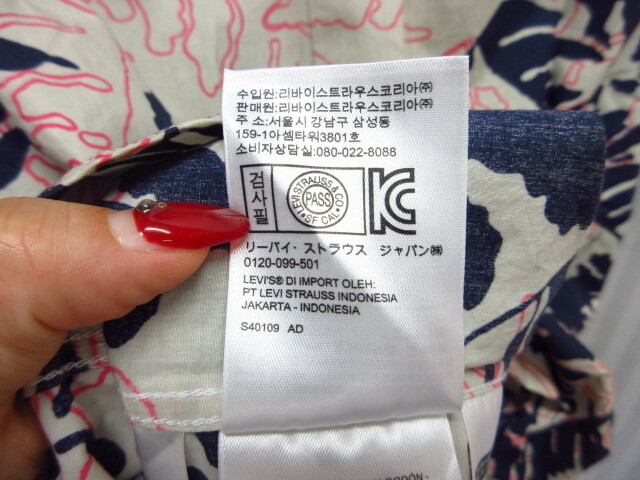 수입원: 리바이스트라우스코리아㈜
판매원: 리바이스트라우스코리아㈜
주 소: 서울시 강남구 삼성동
159-1아셈타워3801호
소비자상담실:080-022-8088
검사필
LEVI STRAUSS & CO
PASS
SF CAL
KC
リーバイ・ストラウス ジャパン㈱
0120-099-501
LEVI'S® DI IMPORT OLEH:
PT LEVI STRAUSS INDONESIA
JAKARTA - INDONESIA
S40109 AD